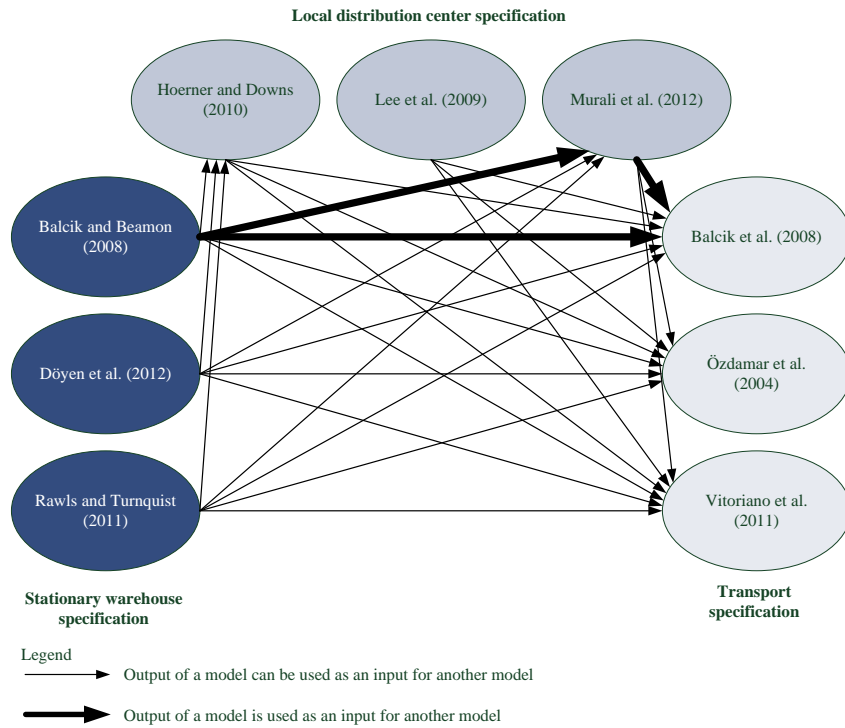 Local distribution center specification
Hoerner and Downs
(2010)
Lee et al. (2009)
Murali et al. (2012)
Balcik and Beamon
(2008)
Balcik et al. (2008)
Döyen et al. (2012)
Özdamar et al.
(2004)
Rawls and Turnquist
(2011)
Vitoriano et al.
(2011)
Stationary warehouse
specification
Transport
specification
Legend
Output of a model can be used as an input for another model
Output of a model is used as an input for another model